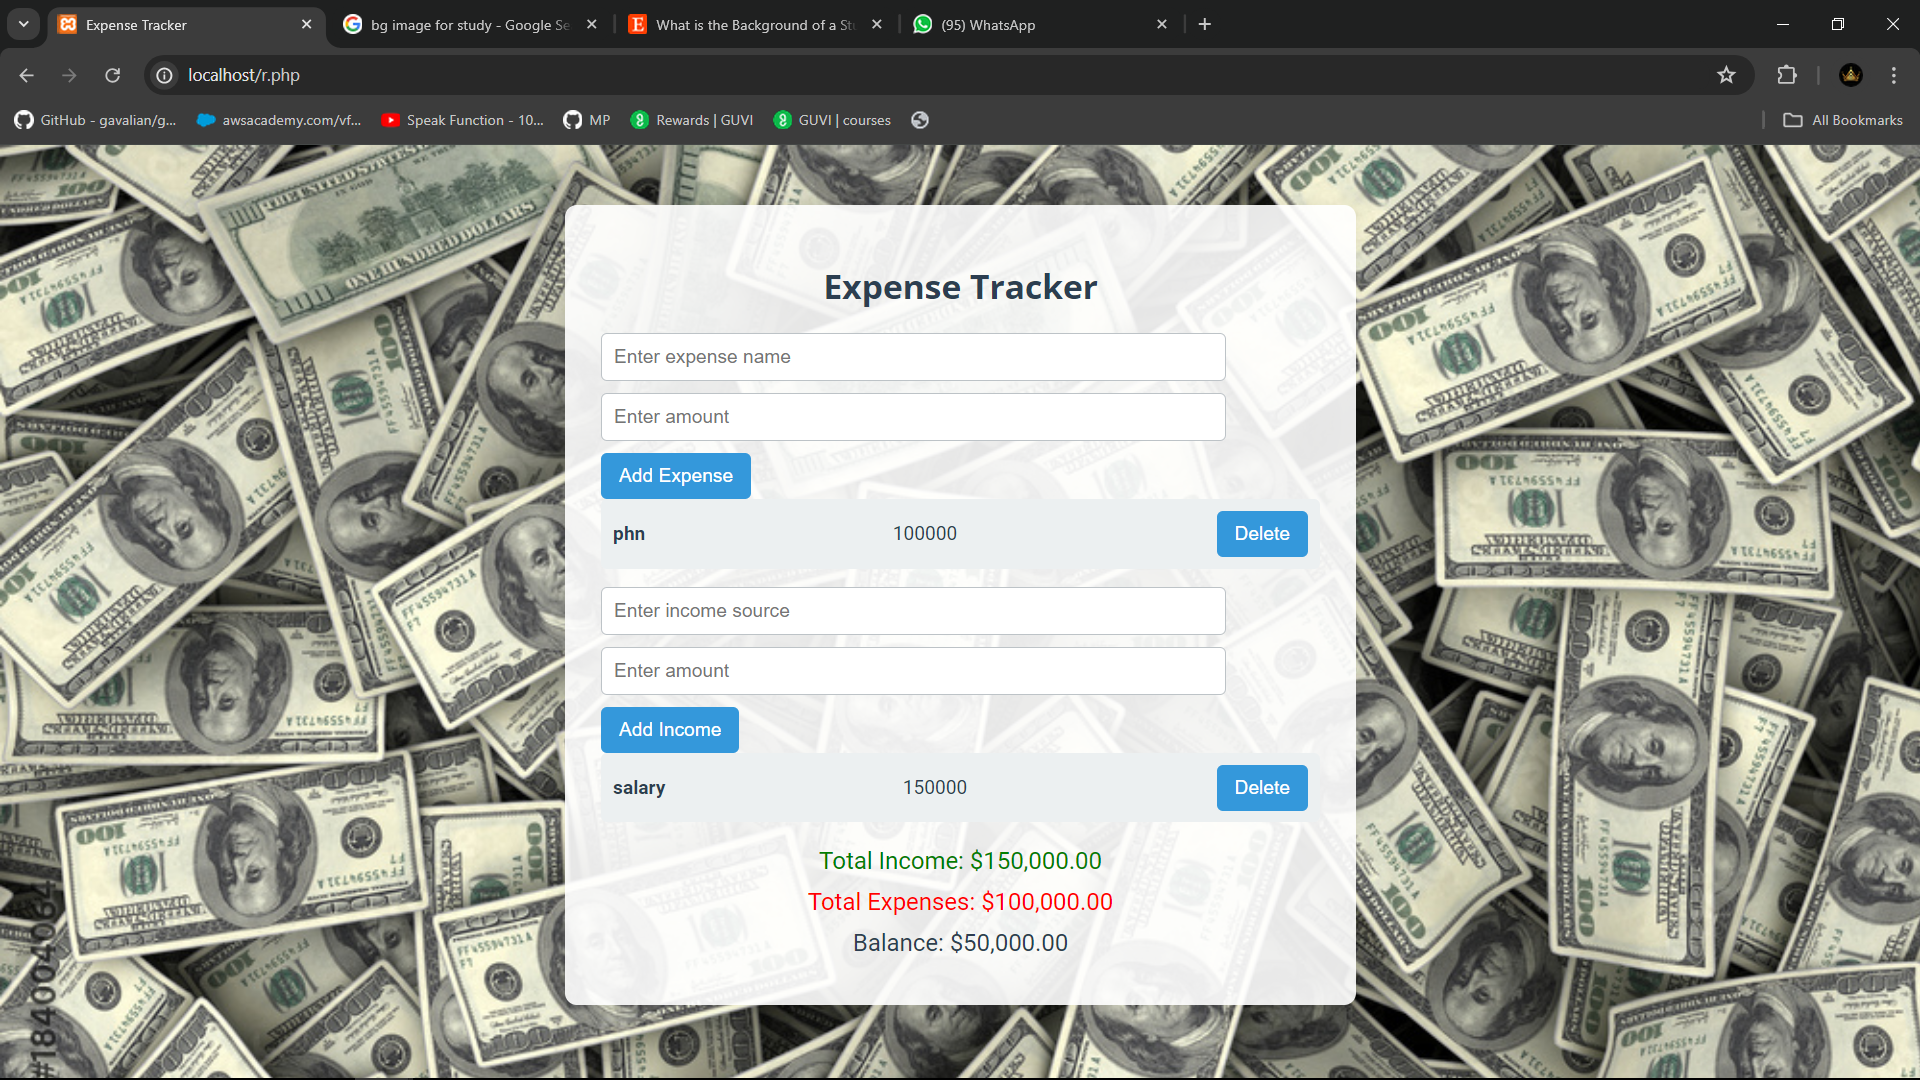 Expense Tracker
bg image for study - Google Se
What is the Background of a Stu
(95) WhatsApp
localhost/r.php
GitHub - gavalian/g...
awsacademy.com/vf...
Speak Function - 10...
MP
Rewards | GUVI
GUVI | courses
All Bookmarks
Expense Tracker
Enter expense name
Enter amount
Add Expense
phn 100000 Delete
Enter income source
Enter amount
Add Income
salary 150000 Delete
Total Income: $150,000.00
Total Expenses: $100,000.00
Balance: $50,000.00
#184004064